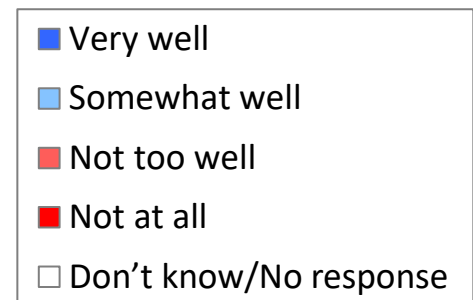 Very well
Somewhat well
Not too well
Not at all
Don’t know/No response